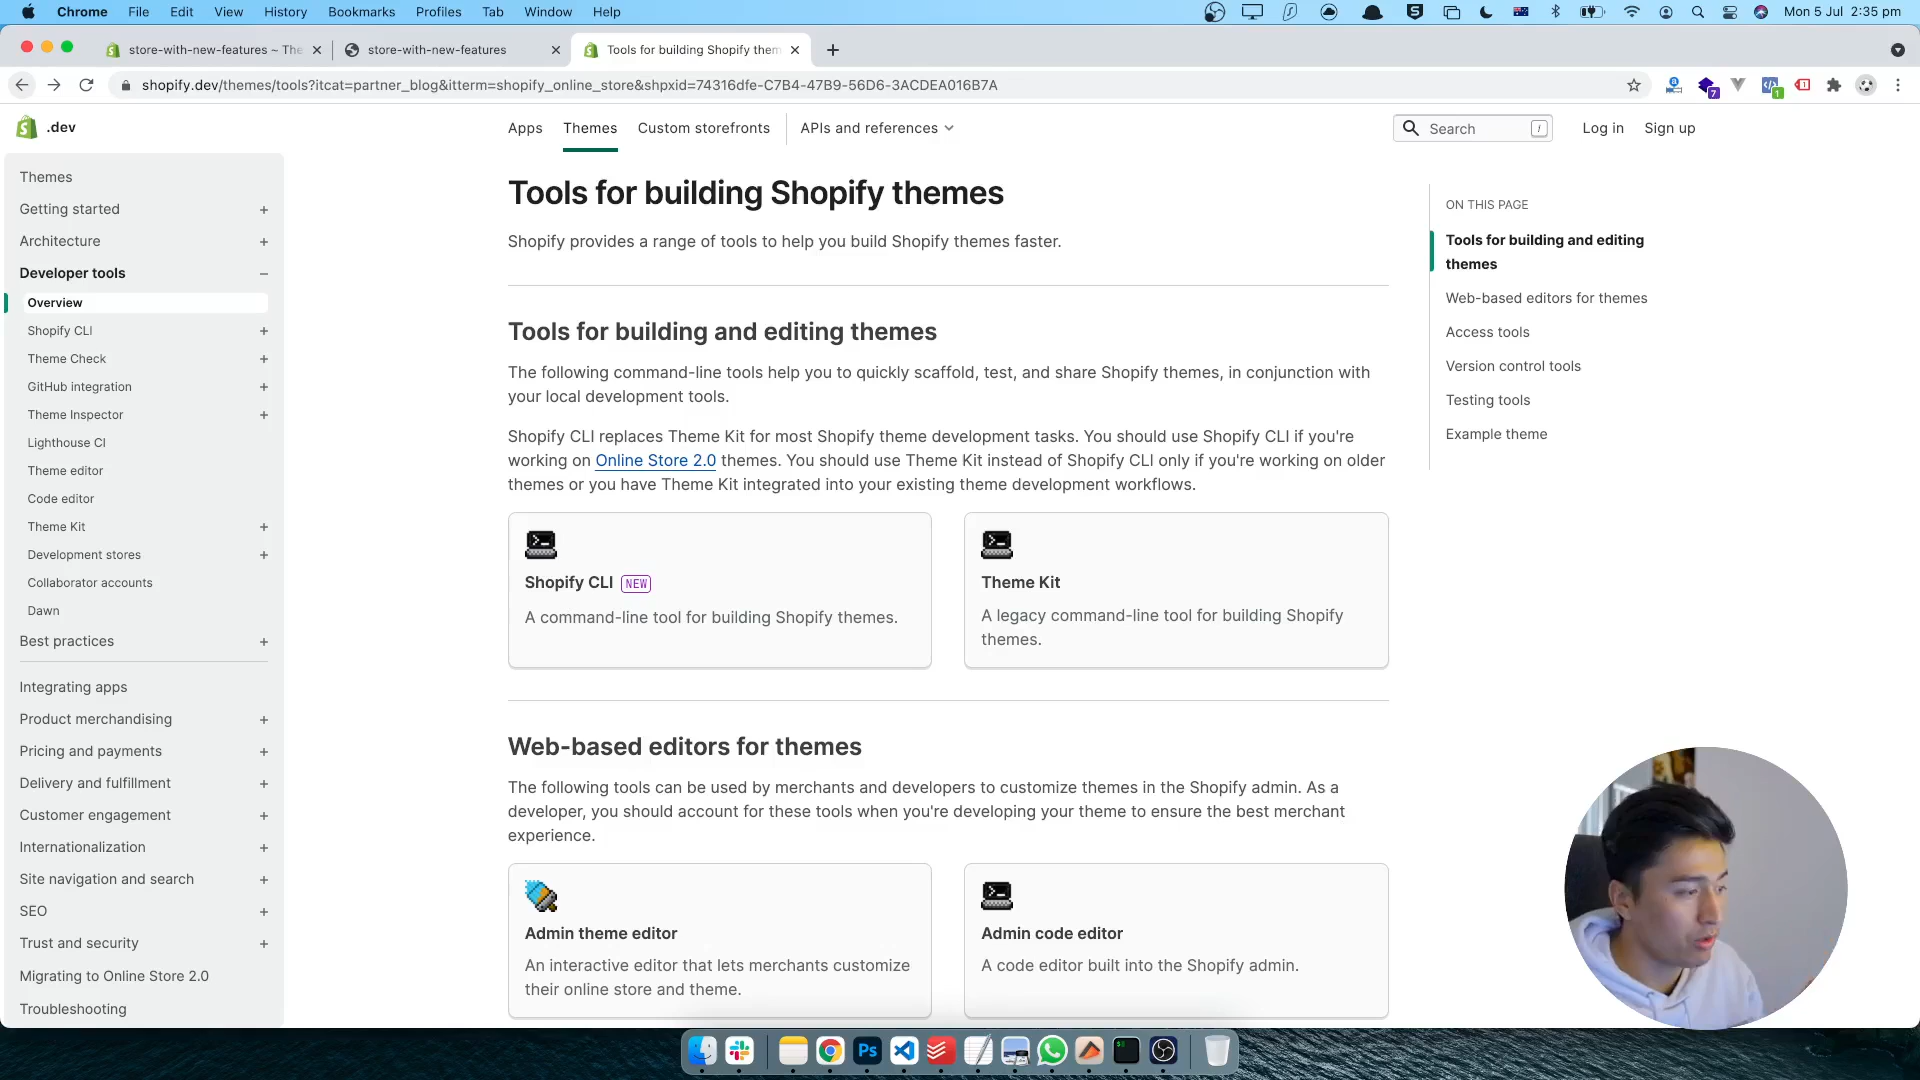 Chrome File Edit View History Bookmarks Profiles Tab Window Help Mon 5 Jul 2:35 pm
store-with-new-features ~ The
store-with-new-features
Tools for building Shopify them
shopify.dev/themes/tools?itcat=partner_blog&itterm=shopify_online_store&shpxid=74316dfe-C7B4-47B9-56D6-3ACDEA016B7A
7
1
.dev
Apps Themes Custom storefronts APIs and references
Search /
Log in Sign up
Themes
Getting started +
Architecture +
Developer tools −
Overview
Shopify CLI +
Theme Check +
GitHub integration +
Theme Inspector +
Lighthouse CI
Theme editor
Code editor
Theme Kit +
Development stores +
Collaborator accounts
Dawn
Best practices +
Integrating apps
Product merchandising +
Pricing and payments +
Delivery and fulfillment +
Customer engagement +
Internationalization +
Site navigation and search +
SEO +
Trust and security +
Migrating to Online Store 2.0
Troubleshooting
Tools for building Shopify themes
Shopify provides a range of tools to help you build Shopify themes faster.
Tools for building and editing themes
The following command-line tools help you to quickly scaffold, test, and share Shopify themes, in conjunction with
your local development tools.
Shopify CLI replaces Theme Kit for most Shopify theme development tasks. You should use Shopify CLI if you're
working on Online Store 2.0 themes. You should use Theme Kit instead of Shopify CLI only if you're working on older
themes or you have Theme Kit integrated into your existing theme development workflows.
Shopify CLI NEW
A command-line tool for building Shopify themes.
Theme Kit
A legacy command-line tool for building Shopify
themes.
Web-based editors for themes
The following tools can be used by merchants and developers to customize themes in the Shopify admin. As a
developer, you should account for these tools when you're developing your theme to ensure the best merchant
experience.
Admin theme editor
An interactive editor that lets merchants customize
their online store and theme.
Admin code editor
A code editor built into the Shopify admin.
ON THIS PAGE
Tools for building and editing
themes
Web-based editors for themes
Access tools
Version control tools
Testing tools
Example theme
Ps